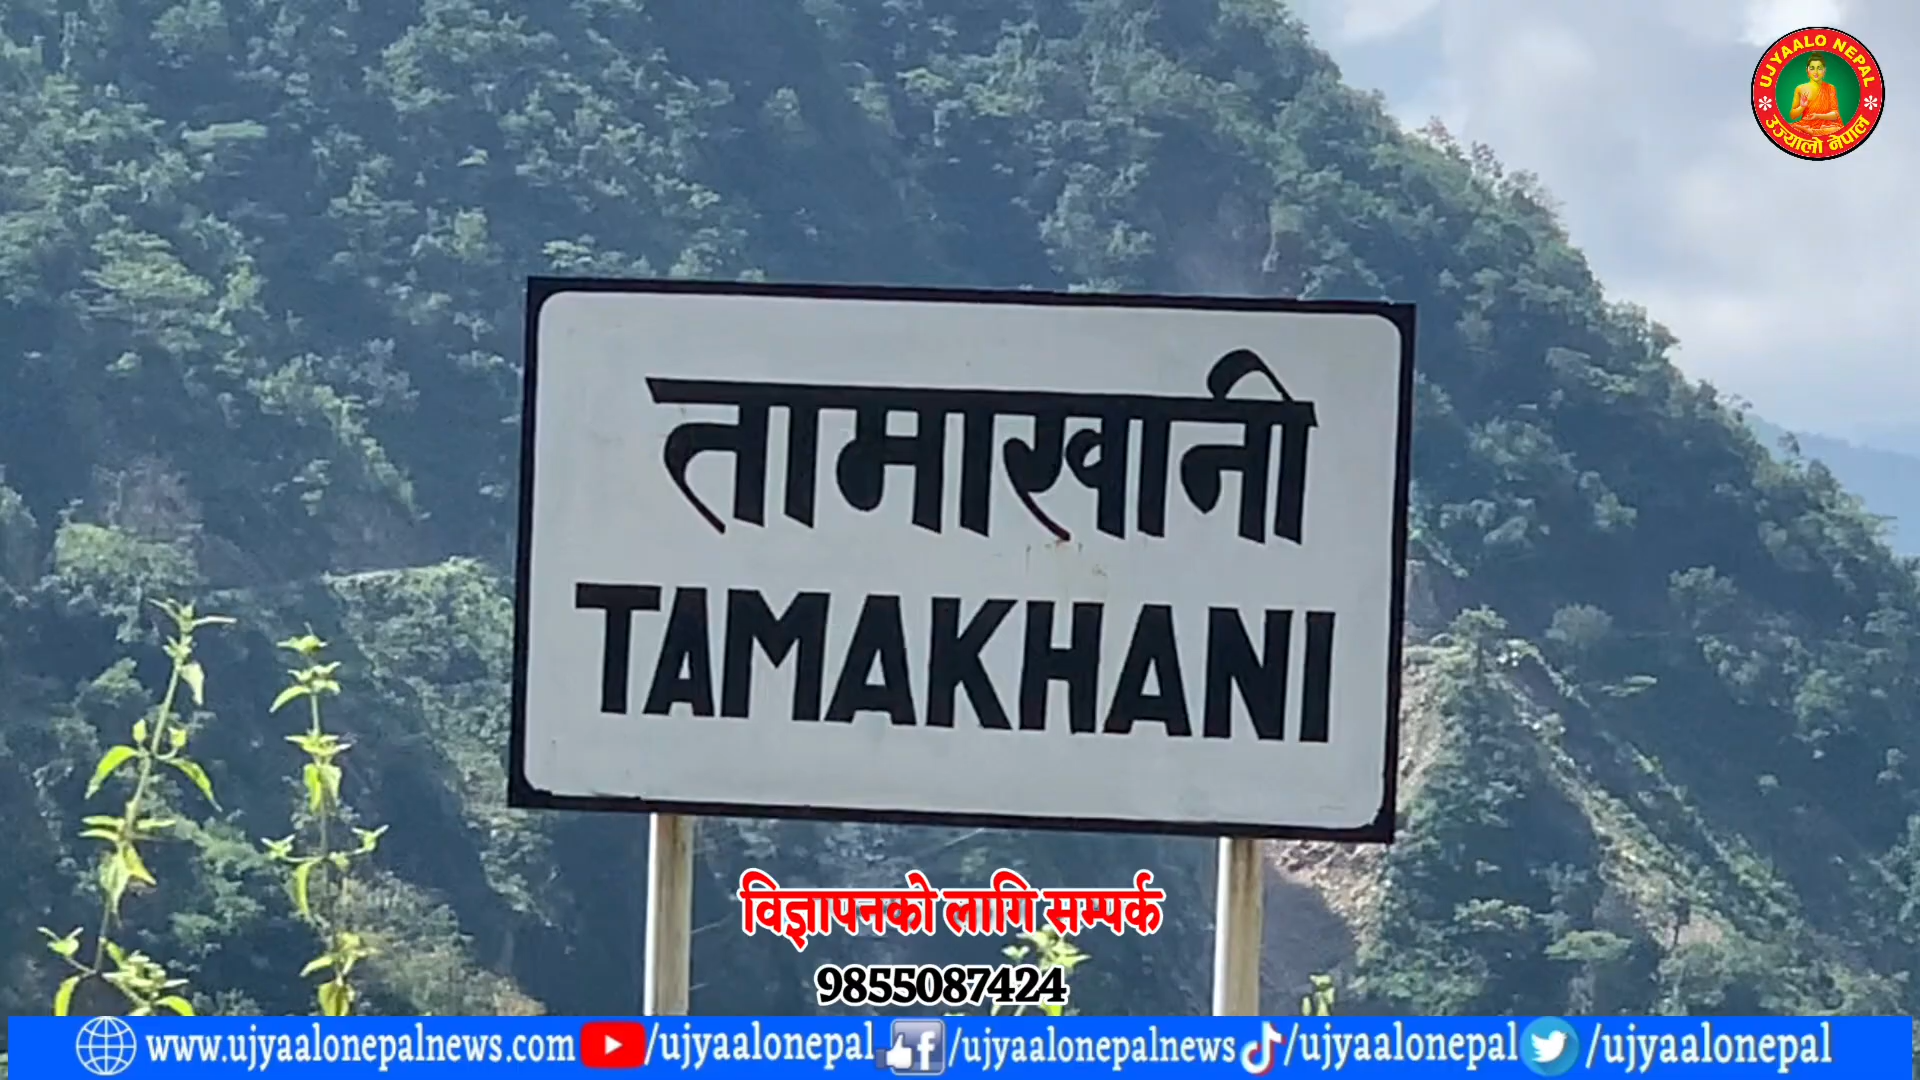 UJYAALO NEPAL
उज्यालो नेपाल
तामाखानी
TAMAKHANI
विज्ञापनको लागि सम्पर्क
9855087424
www.ujyaalonepalnews.com /ujyaalonepal /ujyaalonepalnews /ujyaalonepal /ujyaalonepal